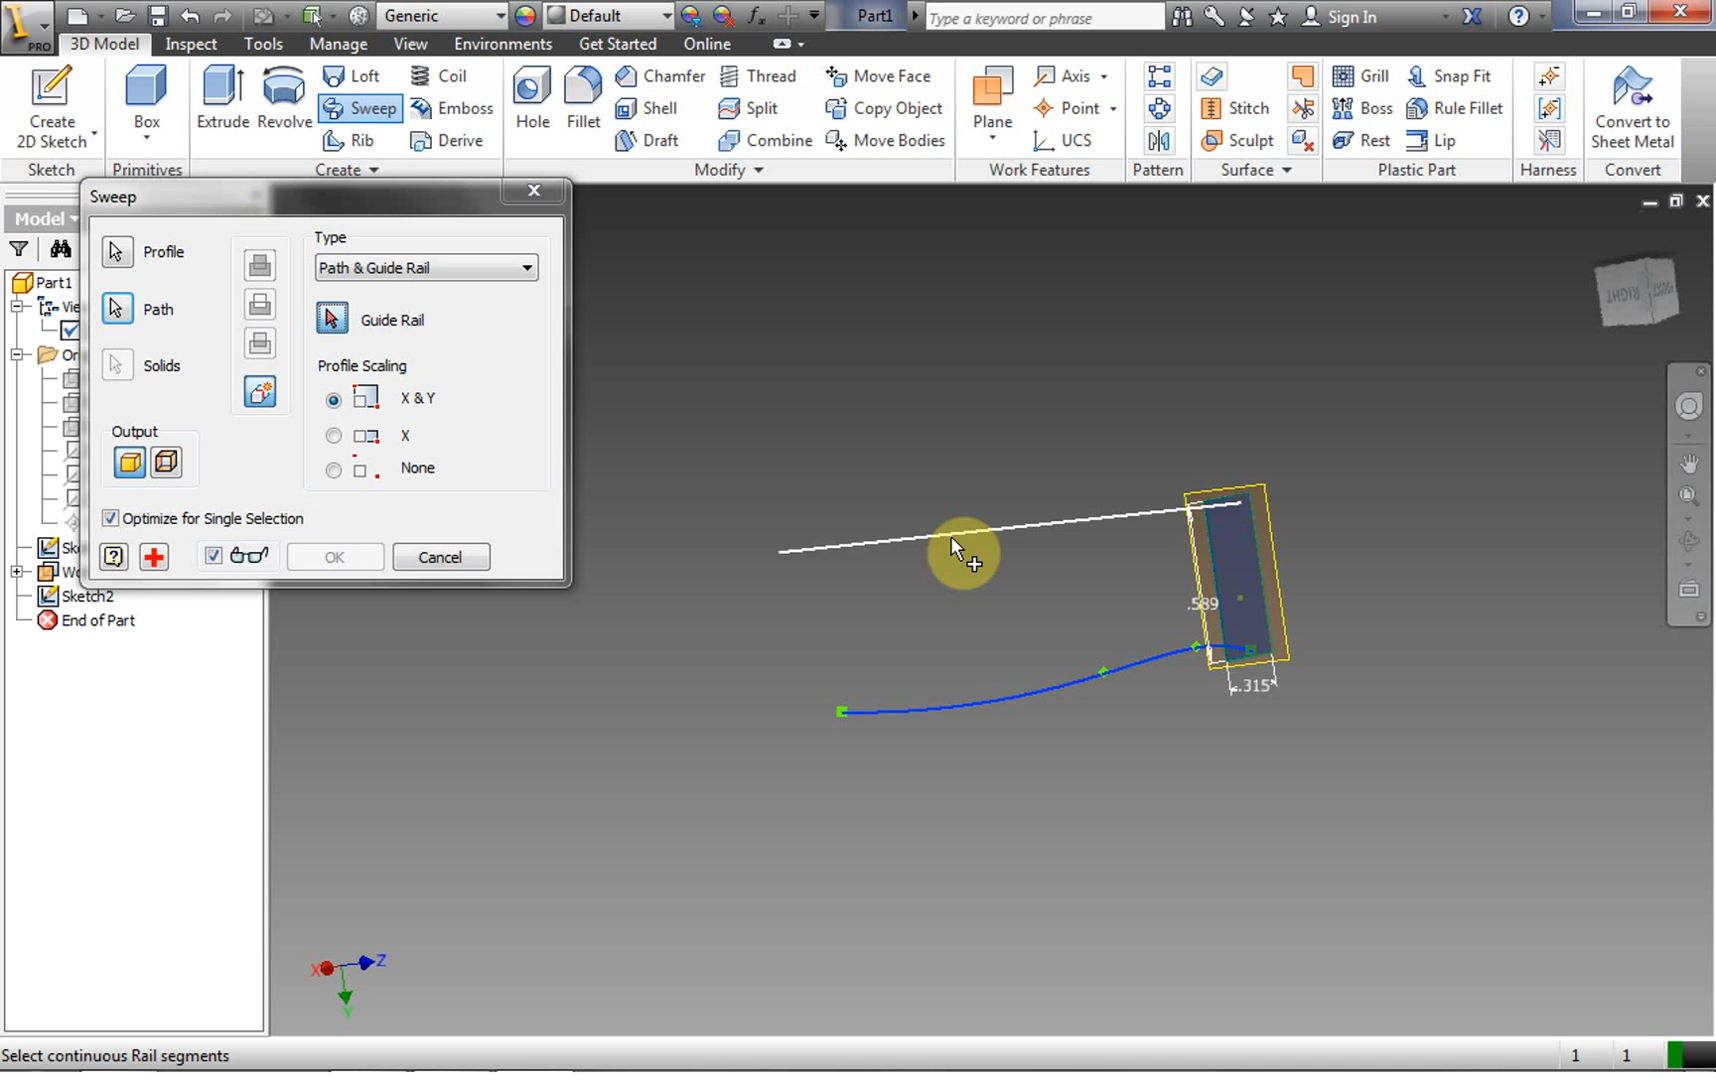 Generic
Default
Part1
Type a keyword or phrase
Sign In
PRO
3D Model
Inspect
Tools
Manage
View
Environments
Get Started
Online
Create
2D Sketch
Box
Extrude
Revolve
Loft
Sweep
Rib
Coil
Emboss
Derive
Hole
Fillet
Chamfer
Shell
Draft
Thread
Split
Combine
Move Face
Copy Object
Move Bodies
Plane
Axis
Point
UCS
Stitch
Sculpt
Grill
Boss
Rest
Snap Fit
Rule Fillet
Lip
Convert to
Sheet Metal
Sketch
Primitives
Create
Modify
Work Features
Pattern
Surface
Plastic Part
Harness
Convert
Model
Part1
Vie
Ori
Ske
Wo
Sketch2
End of Part
Sweep
Profile
Path
Solids
Output
Type
Path & Guide Rail
Guide Rail
Profile Scaling
X & Y
X
None
Optimize for Single Selection
OK
Cancel
RIGHT
.589
.315
X
Z
Y
Select continuous Rail segments
1
1